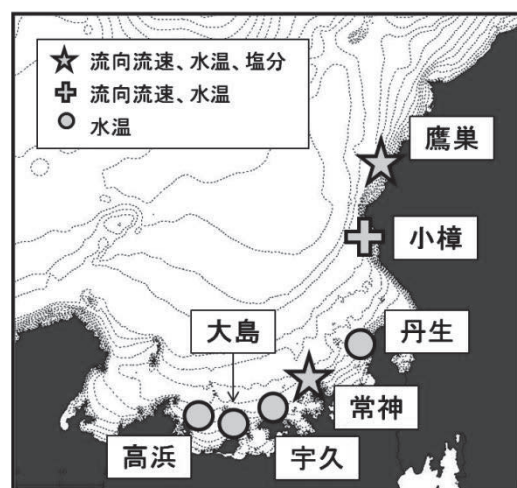 流向流速、水温、塩分
流向流速、水温
水温
鷹巣
小樟
丹生
大島
常神
高浜
宇久